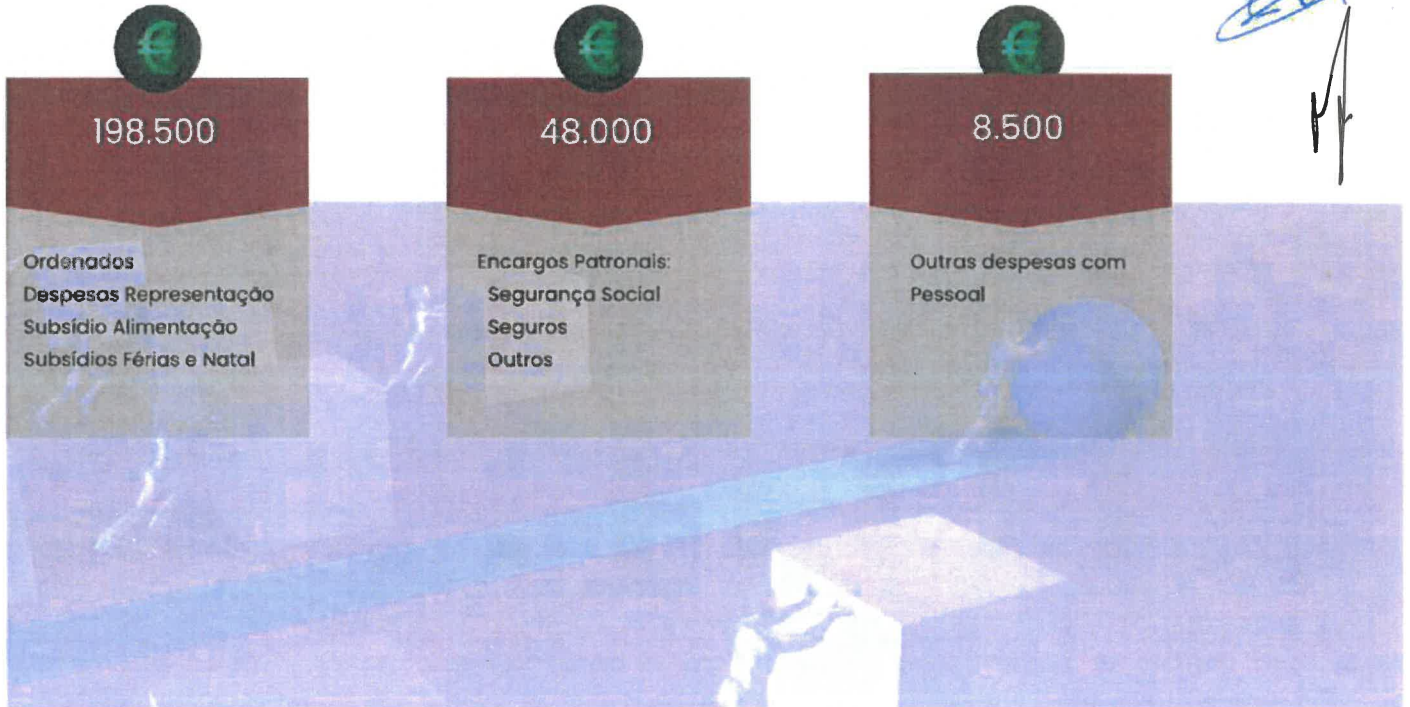 €
€
€
198.500
48.000
8.500
Ordenados
Despesas Representação
Subsídio Alimentação
Subsídios Férias e Natal
Encargos Patronais:
Segurança Social
Seguros
Outros
Outras despesas com
Pessoal